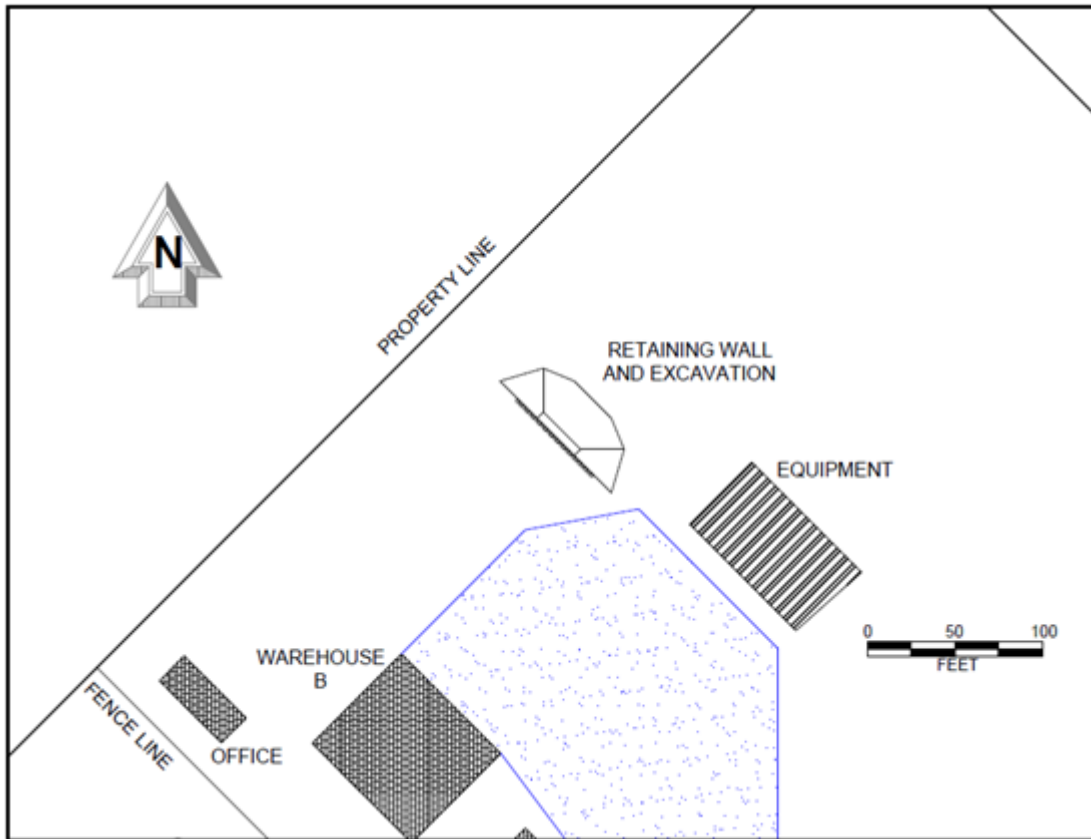 N
PROPERTY LINE
RETAINING WALL
AND EXCAVATION
EQUIPMENT
0 50 100
FEET
WAREHOUSE
B
OFFICE
FENCE LINE